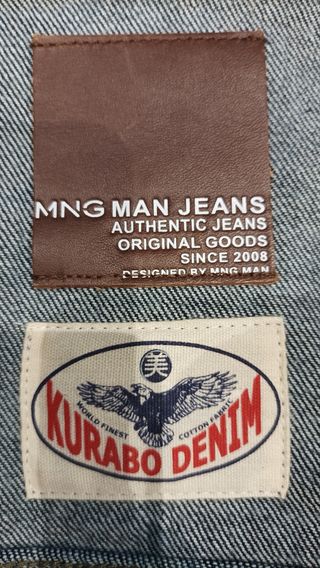 MNG MAN JEANS
AUTHENTIC JEANS
ORIGINAL GOODS
SINCE 2008
DESIGNED BY MNG MAN
美
WORLD FINEST COTTON FABRIC
KURABO DENIM